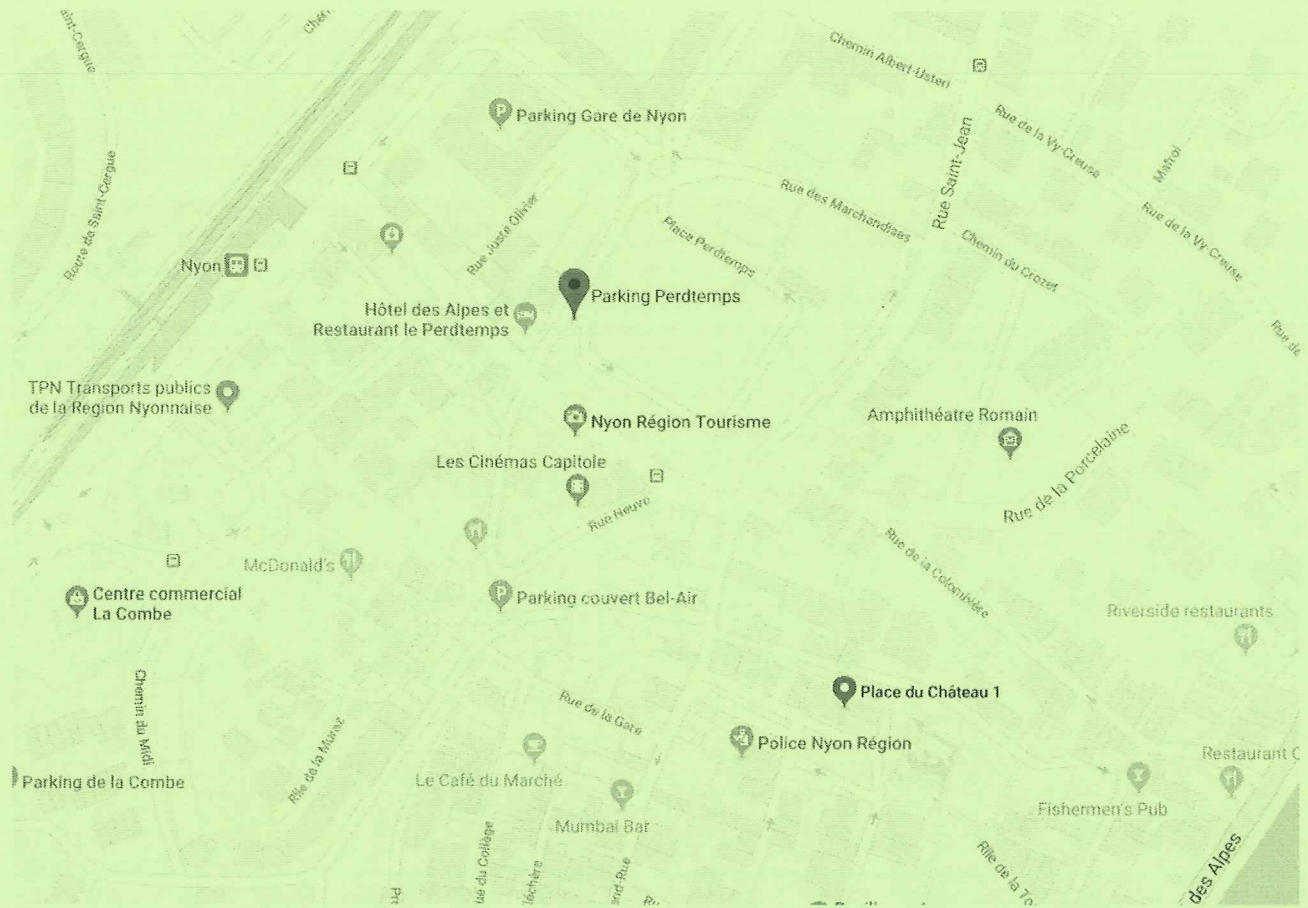 Saint-Cergue
Chemin Albert-Usteri
Parking Gare de Nyon
Rue de la Vy-Creuse
Rue Saint-Jean
Mafroi
Route de Saint-Cergue
Rue Juste Olivier
Rue des Marchandises
Place Perdtemps
Rue de la Vy-Creuse
Chemin du Crozet
Nyon
Parking Perdtemps
Hôtel des Alpes et
Restaurant le Perdtemps
TPN Transports publics
de la Région Nyonnaise
Nyon Région Tourisme
Amphithéatre Romain
Les Cinémas Capitole
Rue de la Porcelaine
Rue Neuve
McDonald's
Rue de la Colombière
Centre commercial
La Combe
Parking couvert Bel-Air
Riverside restaurants
Chemin du Midi
Place du Château 1
Rue de la Gare
Police Nyon Région
Rue de la Muraz
Restaurant
Parking de la Combe
Le Café du Marché
Fishermen's Pub
Mumbai Bar
des Alpes